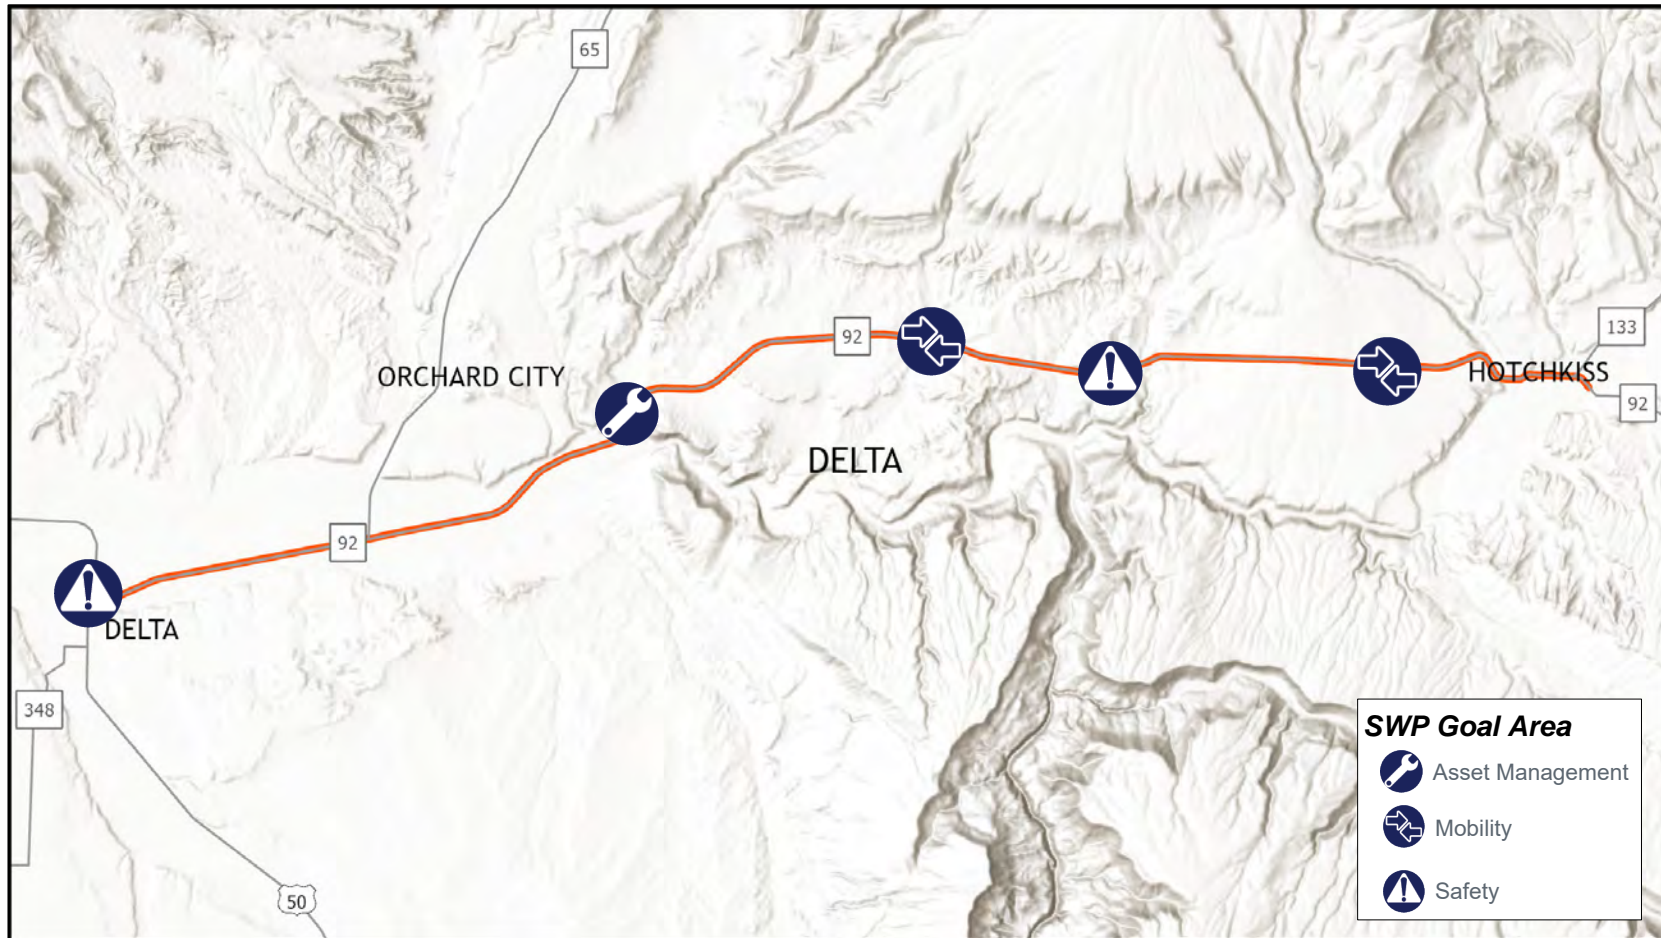 65
133
92
HOTCHKISS
ORCHARD CITY
92
DELTA
92
DELTA
348
50
SWP Goal Area
Asset Management
Mobility
Safety